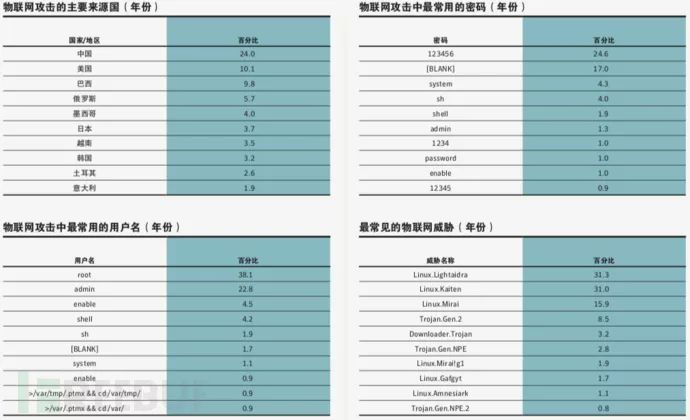 物联网攻击的主要来源国（年份）
国家/地区 百分比
中国 24.0
美国 10.1
巴西 9.8
俄罗斯 5.7
墨西哥 4.0
日本 3.7
越南 3.5
韩国 3.2
土耳其 2.6
意大利 1.9
物联网攻击中最常用的密码（年份）
密码 百分比
123456 24.6
[BLANK] 17.0
system 4.3
sh 4.0
shell 1.9
admin 1.3
1234 1.0
password 1.0
enable 1.0
12345 0.9
物联网攻击中最常用的用户名（年份）
用户名 百分比
root 38.1
admin 22.8
enable 4.5
shell 4.2
sh 1.9
[BLANK] 1.7
system 1.1
enable 0.9
>/var/tmp/.ptmx && cd /var/tmp/ 0.9
>/var/.ptmx && cd /var/ 0.9
最常见的物联网威胁（年份）
威胁名称 百分比
Linux.Lightaidra 31.3
Linux.Kaiten 31.0
Linux.Mirai 15.9
Trojan.Gen.2 8.5
Downloader.Trojan 3.2
Trojan.Gen.NPE 2.8
Linux.Mirai!g1 1.9
Linux.Gafgyt 1.7
Linux.Amnesiark 1.1
Trojan.Gen.NPE.2 0.8